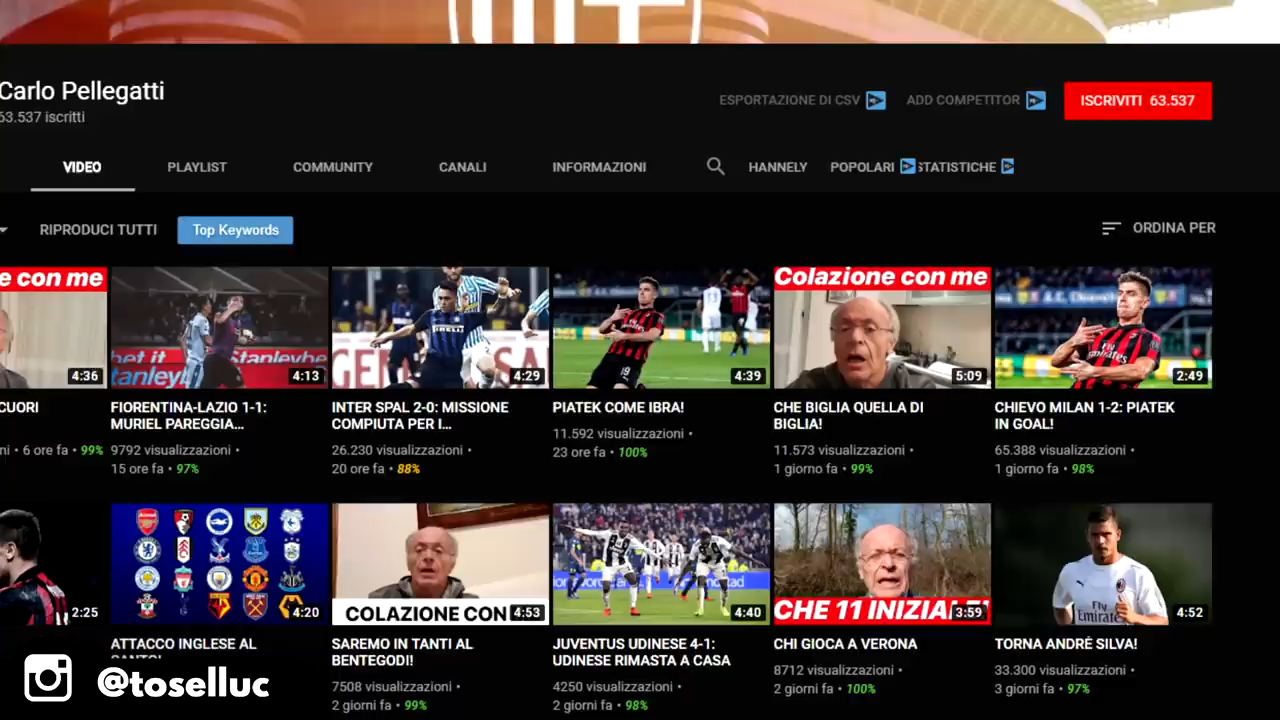 Carlo Pellegatti
63.537 iscritti
ESPORTAZIONE DI CSV
ADD COMPETITOR
ISCRIVITI 63.537
VIDEO
PLAYLIST
COMMUNITY
CANALI
INFORMAZIONI
HANNELY
POPOLARI
STATISTICHE
RIPRODUCI TUTTI
Top Keywords
ORDINA PER
e con me
4:36
4:13
PIRELLI
4:29
4:39
Colazione con me
5:09
Fly
Emirates
2:49
CUORI
ni • 6 ore fa • 99%
FIORENTINA-LAZIO 1-1:
MURIEL PAREGGIA...
9792 visualizzazioni •
15 ore fa • 97%
INTER SPAL 2-0: MISSIONE
COMPIUTA PER I...
26.230 visualizzazioni •
20 ore fa • 88%
PIATEK COME IBRA!
11.592 visualizzazioni •
23 ore fa • 100%
CHE BIGLIA QUELLA DI
BIGLIA!
11.573 visualizzazioni •
1 giorno fa • 99%
CHIEVO MILAN 1-2: PIATEK
IN GOAL!
65.388 visualizzazioni •
1 giorno fa • 98%
2:25
4:20
COLAZIONE CON
4:53
4:40
CHE 11 INIZIALE!
3:59
Fly
Emirates
4:52
ATTACCO INGLESE AL
SAREMO IN TANTI AL
BENTEGODI!
7508 visualizzazioni •
2 giorni fa • 99%
JUVENTUS UDINESE 4-1:
UDINESE RIMASTA A CASA
4250 visualizzazioni •
2 giorni fa • 98%
CHI GIOCA A VERONA
8712 visualizzazioni •
2 giorni fa • 100%
TORNA ANDRÉ SILVA!
33.300 visualizzazioni •
3 giorni fa • 97%
@toselluc